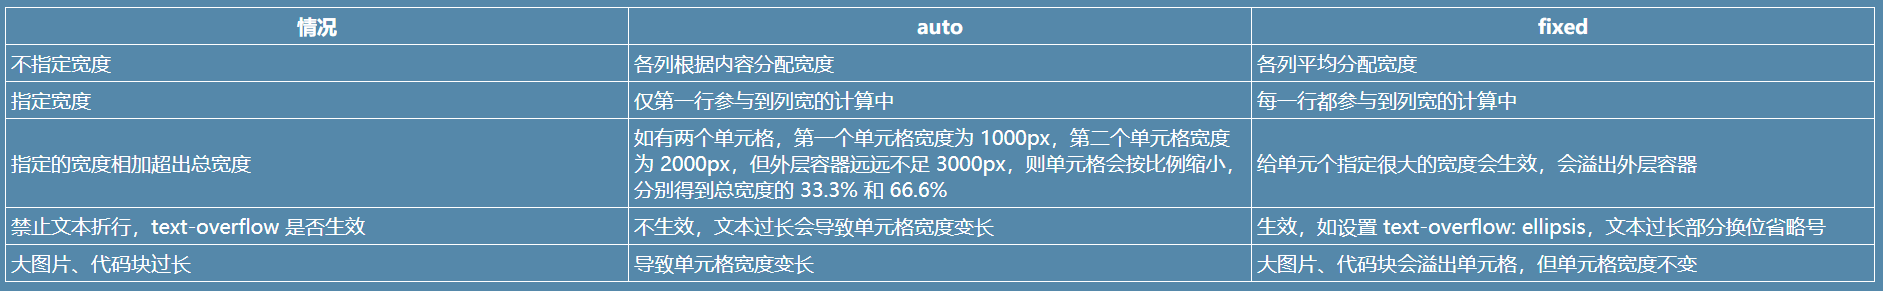 情况 auto fixed
不指定宽度 各列根据内容分配宽度 各列平均分配宽度
指定宽度 仅第一行参与到列宽的计算中 每一行都参与到列宽的计算中
指定的宽度相加超出总宽度
如有两个单元格，第一个单元格宽度为 1000px，第二个单元格宽度
为 2000px，但外层容器远远不足 3000px，则单元格会按比例缩小，
分别得到总宽度的 33.3% 和 66.6%
给单元个指定很大的宽度会生效，会溢出外层容器
禁止文本折行，text-overflow 是否生效 不生效，文本过长会导致单元格宽度变长 生效，如设置 text-overflow: ellipsis，文本过长部分换位省略号
大图片、代码块过长 导致单元格宽度变长 大图片、代码块会溢出单元格，但单元格宽度不变